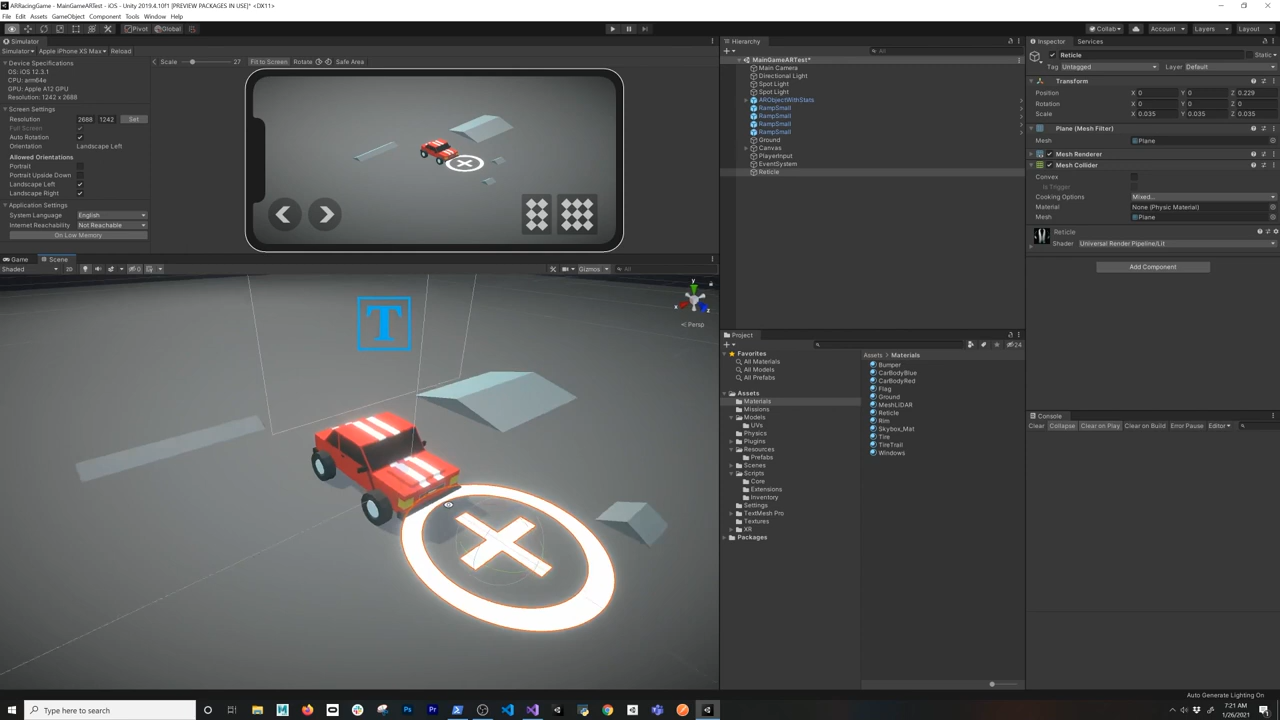 ARRacingGame - MainGameARTest - iOS - Unity 2019.4.10f1 [PREVIEW PACKAGES IN USE]* <DX11>
File Edit Assets GameObject Component Tools Window Help
Pivot Global Collab Account Layers Layout
Simulator
Simulator Apple iPhone XS Max Reload Scale 27 Fit to Screen Rotate Safe Area
Device Specifications
OS: iOS 12.3.1
CPU: arm64e
GPU: Apple A12 GPU
Resolution: 1242 x 2688
Screen Settings
Resolution 2688 1242 Set
Full Screen
Auto Rotation
Orientation Landscape Left
Allowed Orientations
Portrait
Portrait Upside Down
Landscape Left
Landscape Right
Application Settings
System Language English
Internet Reachability Not Reachable
On Low Memory
Game Scene
Shaded 2D 0 Gizmos All
y
x z
Persp
T
Hierarchy
All
MainGameARTest*
Main Camera
Directional Light
Spot Light
Spot Light
ARObjectWithStats
RampSmall
RampSmall
RampSmall
RampSmall
Ground
Canvas
PlayerInput
EventSystem
Reticle
Project
24
Favorites
All Materials
All Models
All Prefabs
Assets
Materials
Missions
Models
UVs
Physics
Plugins
Resources
Prefabs
Scenes
Scripts
Core
Extensions
Inventory
Settings
TextMesh Pro
Textures
XR
Packages
Assets > Materials
Bumper
CarBodyBlue
CarBodyRed
Flag
Ground
MeshLIDAR
Reticle
Rim
Skybox_Mat
Tire
TireTrail
Windows
Inspector Services
Reticle Static
Tag Untagged Layer Default
Transform
Position X 0 Y 0 Z 0.229
Rotation X 0 Y 0 Z 0
Scale X 0.035 Y 0.035 Z 0.035
Plane (Mesh Filter)
Mesh Plane
Mesh Renderer
Mesh Collider
Convex
Is Trigger
Cooking Options Mixed...
Material None (Physic Material)
Mesh Plane
Reticle
Shader Universal Render Pipeline/Lit
Add Component
Console
Clear Collapse Clear on Play Clear on Build Error Pause Editor
Auto Generate Lighting On
Type here to search
7:21 AM
1/26/2021